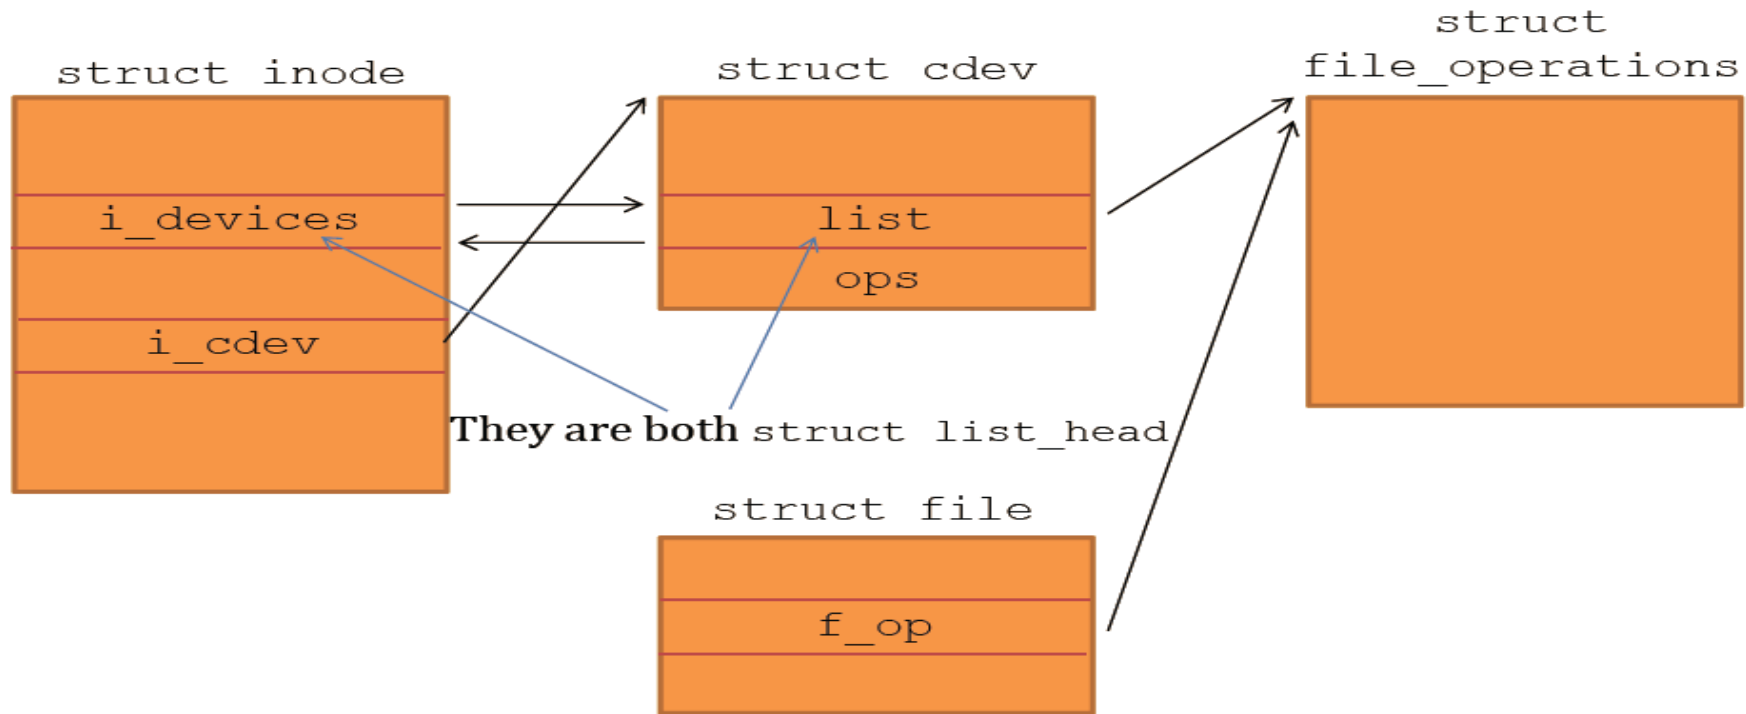 struct inode
i_devices
i_cdev
struct cdev
list
ops
struct
file_operations
They are both struct list_head
struct file
f_op